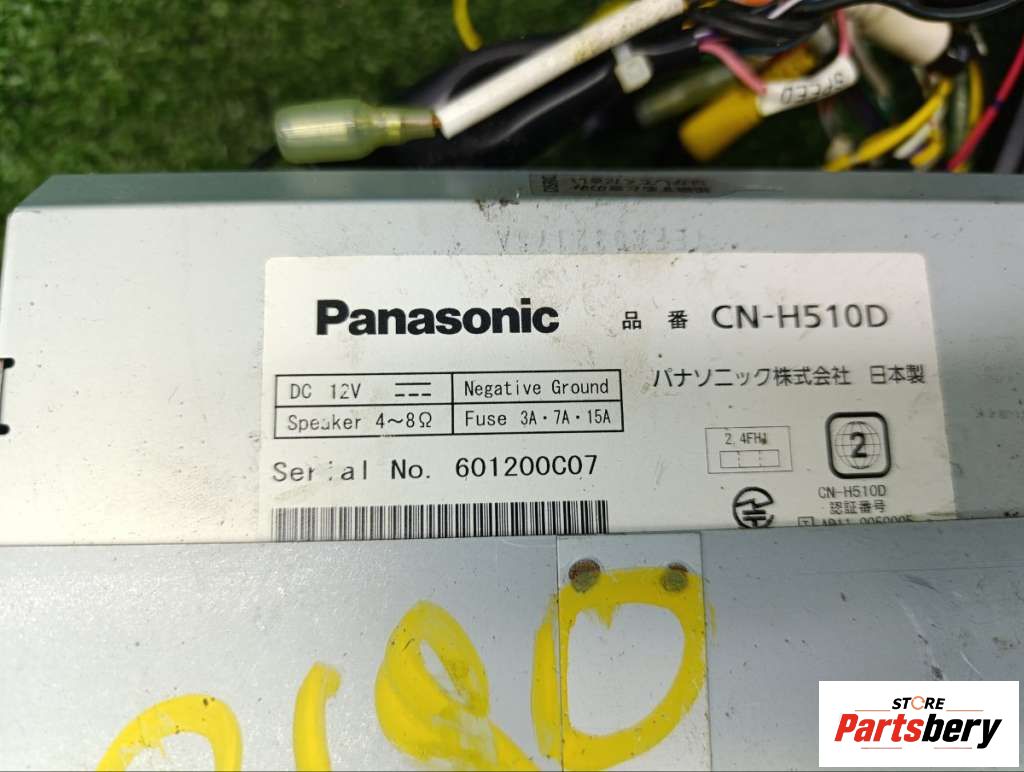 SPEED
Panasonic 品番 CN-H510D
DC 12V Negative Ground
パナソニック株式会社 日本製
Speaker 4~8Ω Fuse 3A・7A・15A
2.4FH1
2
Serial No. 601200C07
CN-H510D
認証番号
STORE
Partsbery